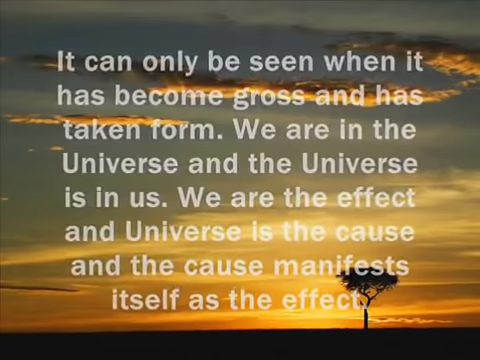 It can only be seen when it
has become gross and has
taken form. We are in the
Universe and the Universe
is in us. We are the effect
and Universe is the cause
and the cause manifests
itself as the effect.